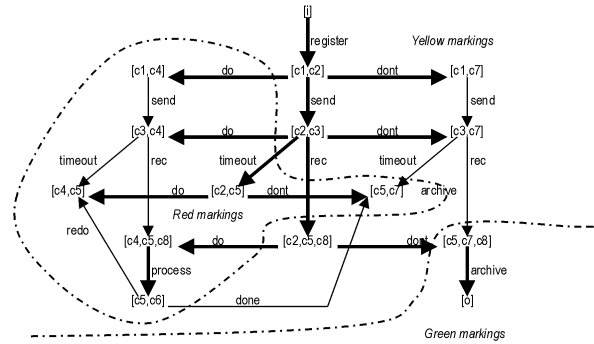 [i]
register
Yellow markings
[c1,c4] do [c1,c2] dont [c1,c7]
send send send
[c3,c4] do [c2,c3] dont [c3,c7]
timeout rec timeout rec timeout rec
[c4,c5] do [c2,c5] dont [c5,c7] archive
Red markings
redo
[c4,c5,c8] do [c2,c5,c8] dont [c5,c7,c8]
process archive
[c5,c6] done [o]
Green markings